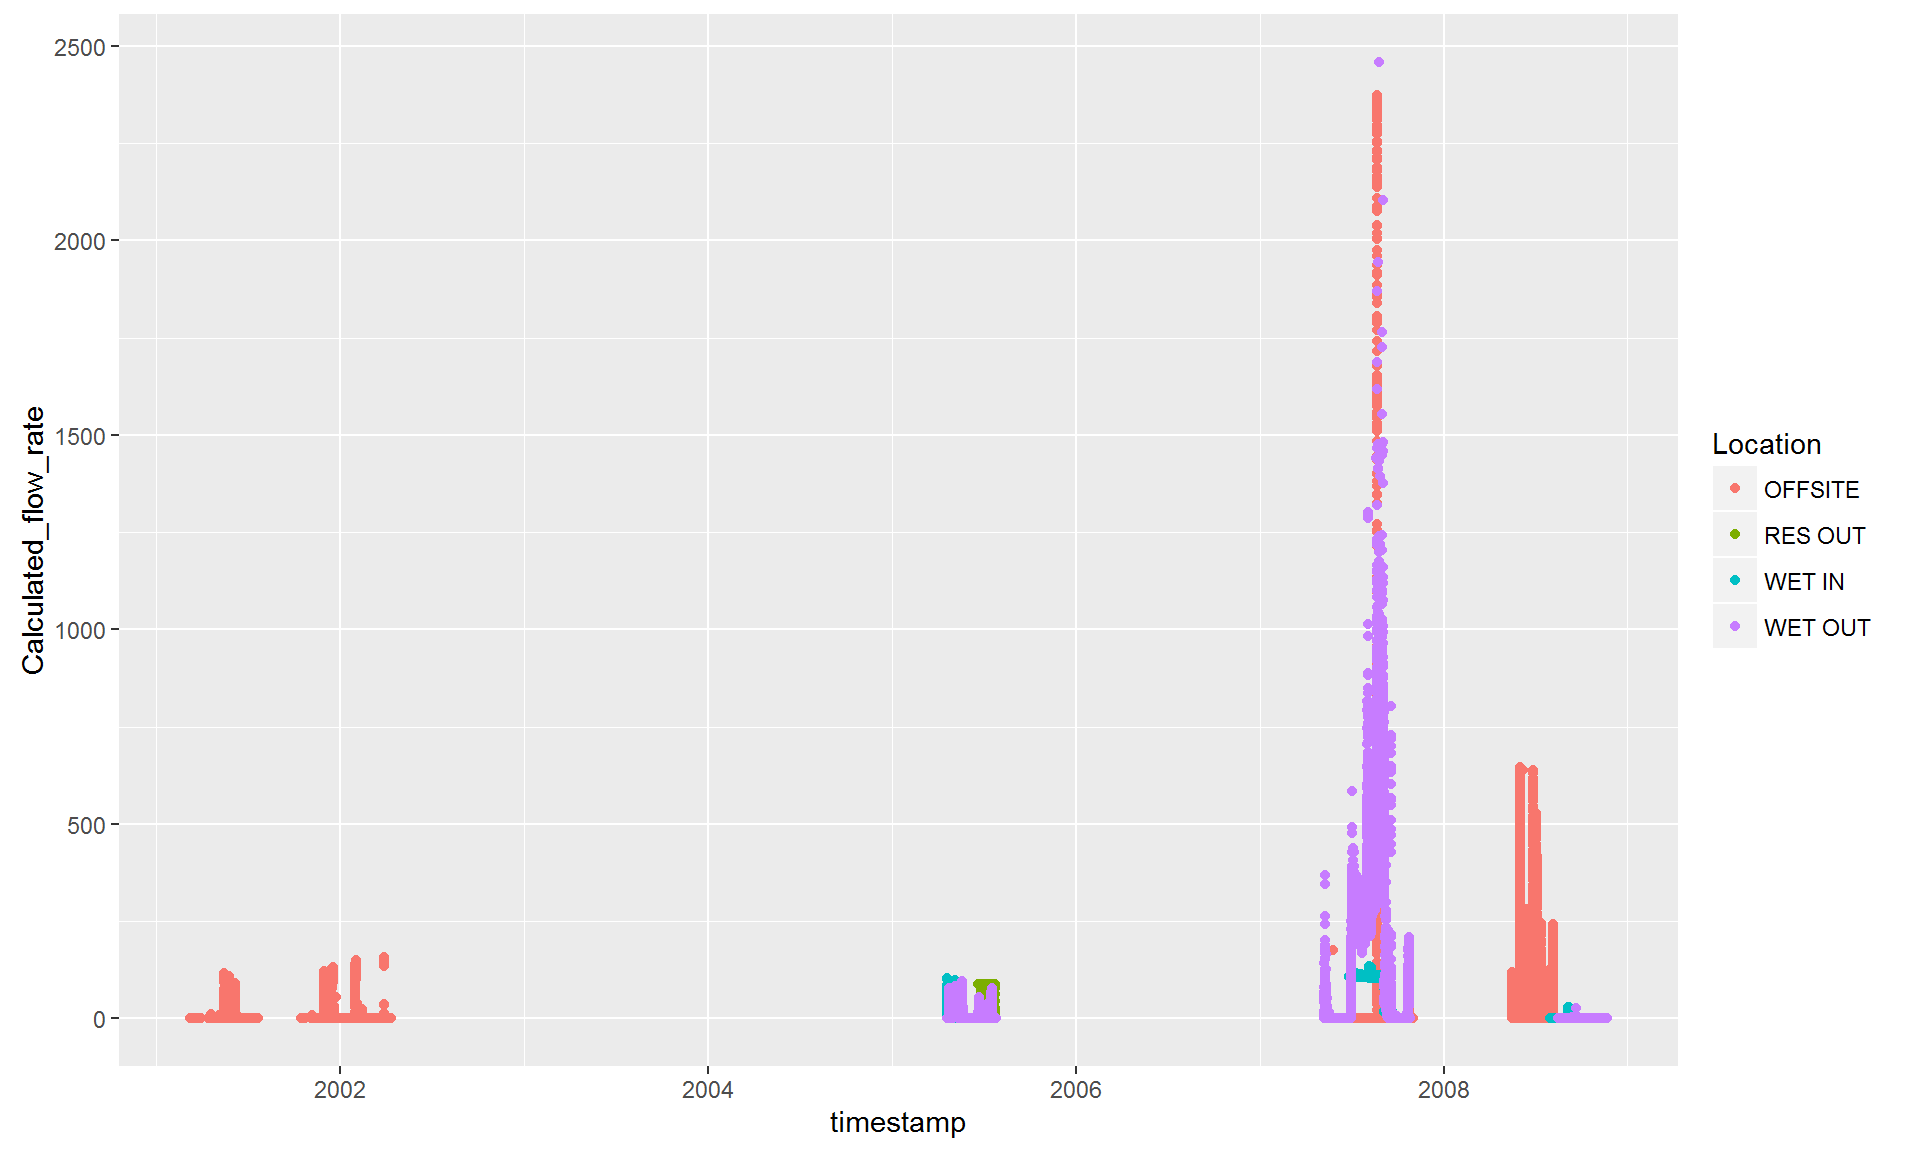 2500
2000
1500
1000
500
0
Calculated_flow_rate
2002
2004
2006
2008
timestamp
Location
OFFSITE
RES OUT
WET IN
WET OUT